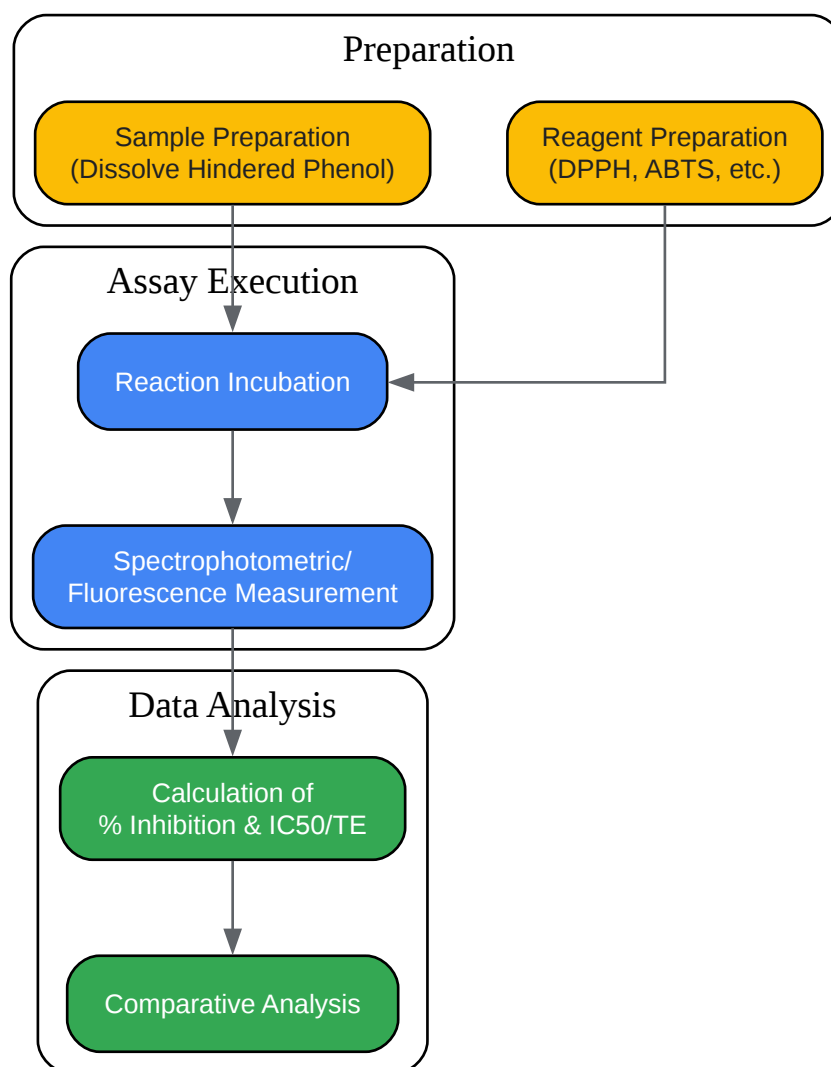 Preparation
Sample Preparation
(Dissolve Hindered Phenol)
Reagent Preparation
(DPPH, ABTS, etc.)
Assay Execution
Reaction Incubation
Spectrophotometric/
Fluorescence Measurement
Data Analysis
Calculation of
% Inhibition & IC50/TE
Comparative Analysis